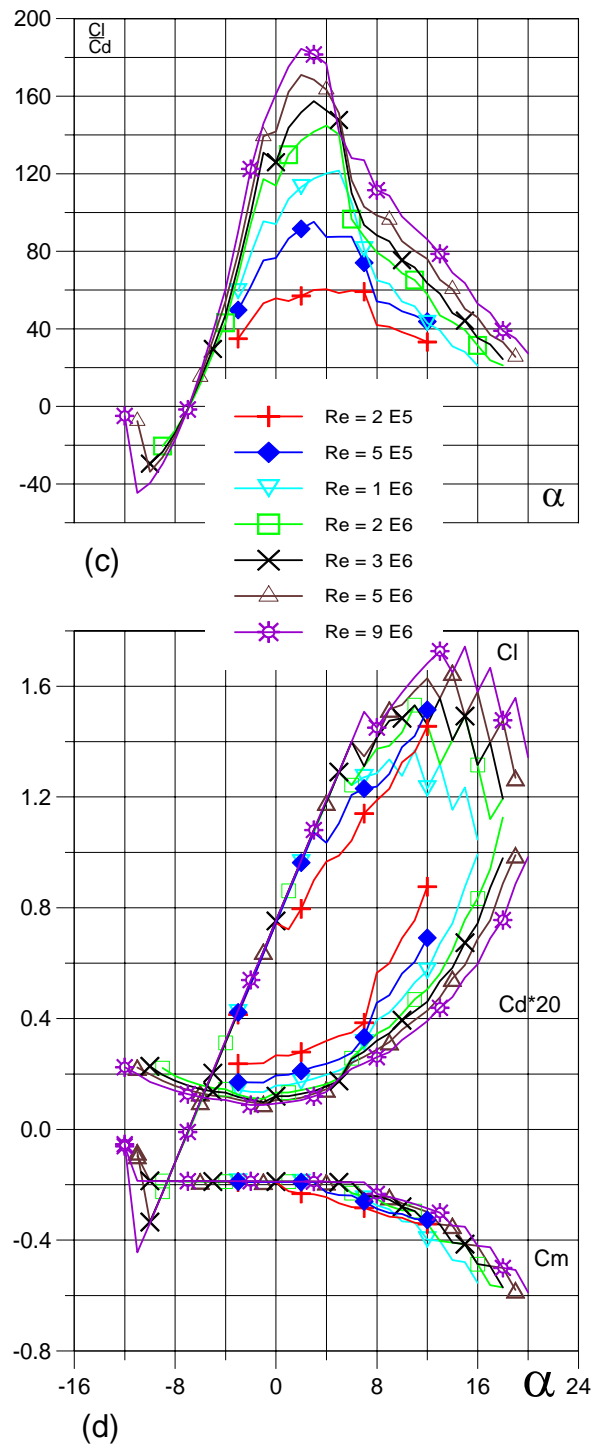 200
Cl
Cd
(c)
160
120
80
40
0
-40
α
(c)
Re = 2 E5
Re = 5 E5
Re = 1 E6
Re = 2 E6
Re = 3 E6
Re = 5 E6
Re = 9 E6
Cl
1.6
1.2
0.8
Cd*20
0.4
0.0
-0.4
Cm
-0.8
-16 -8 0 8 16 α 24
(d)